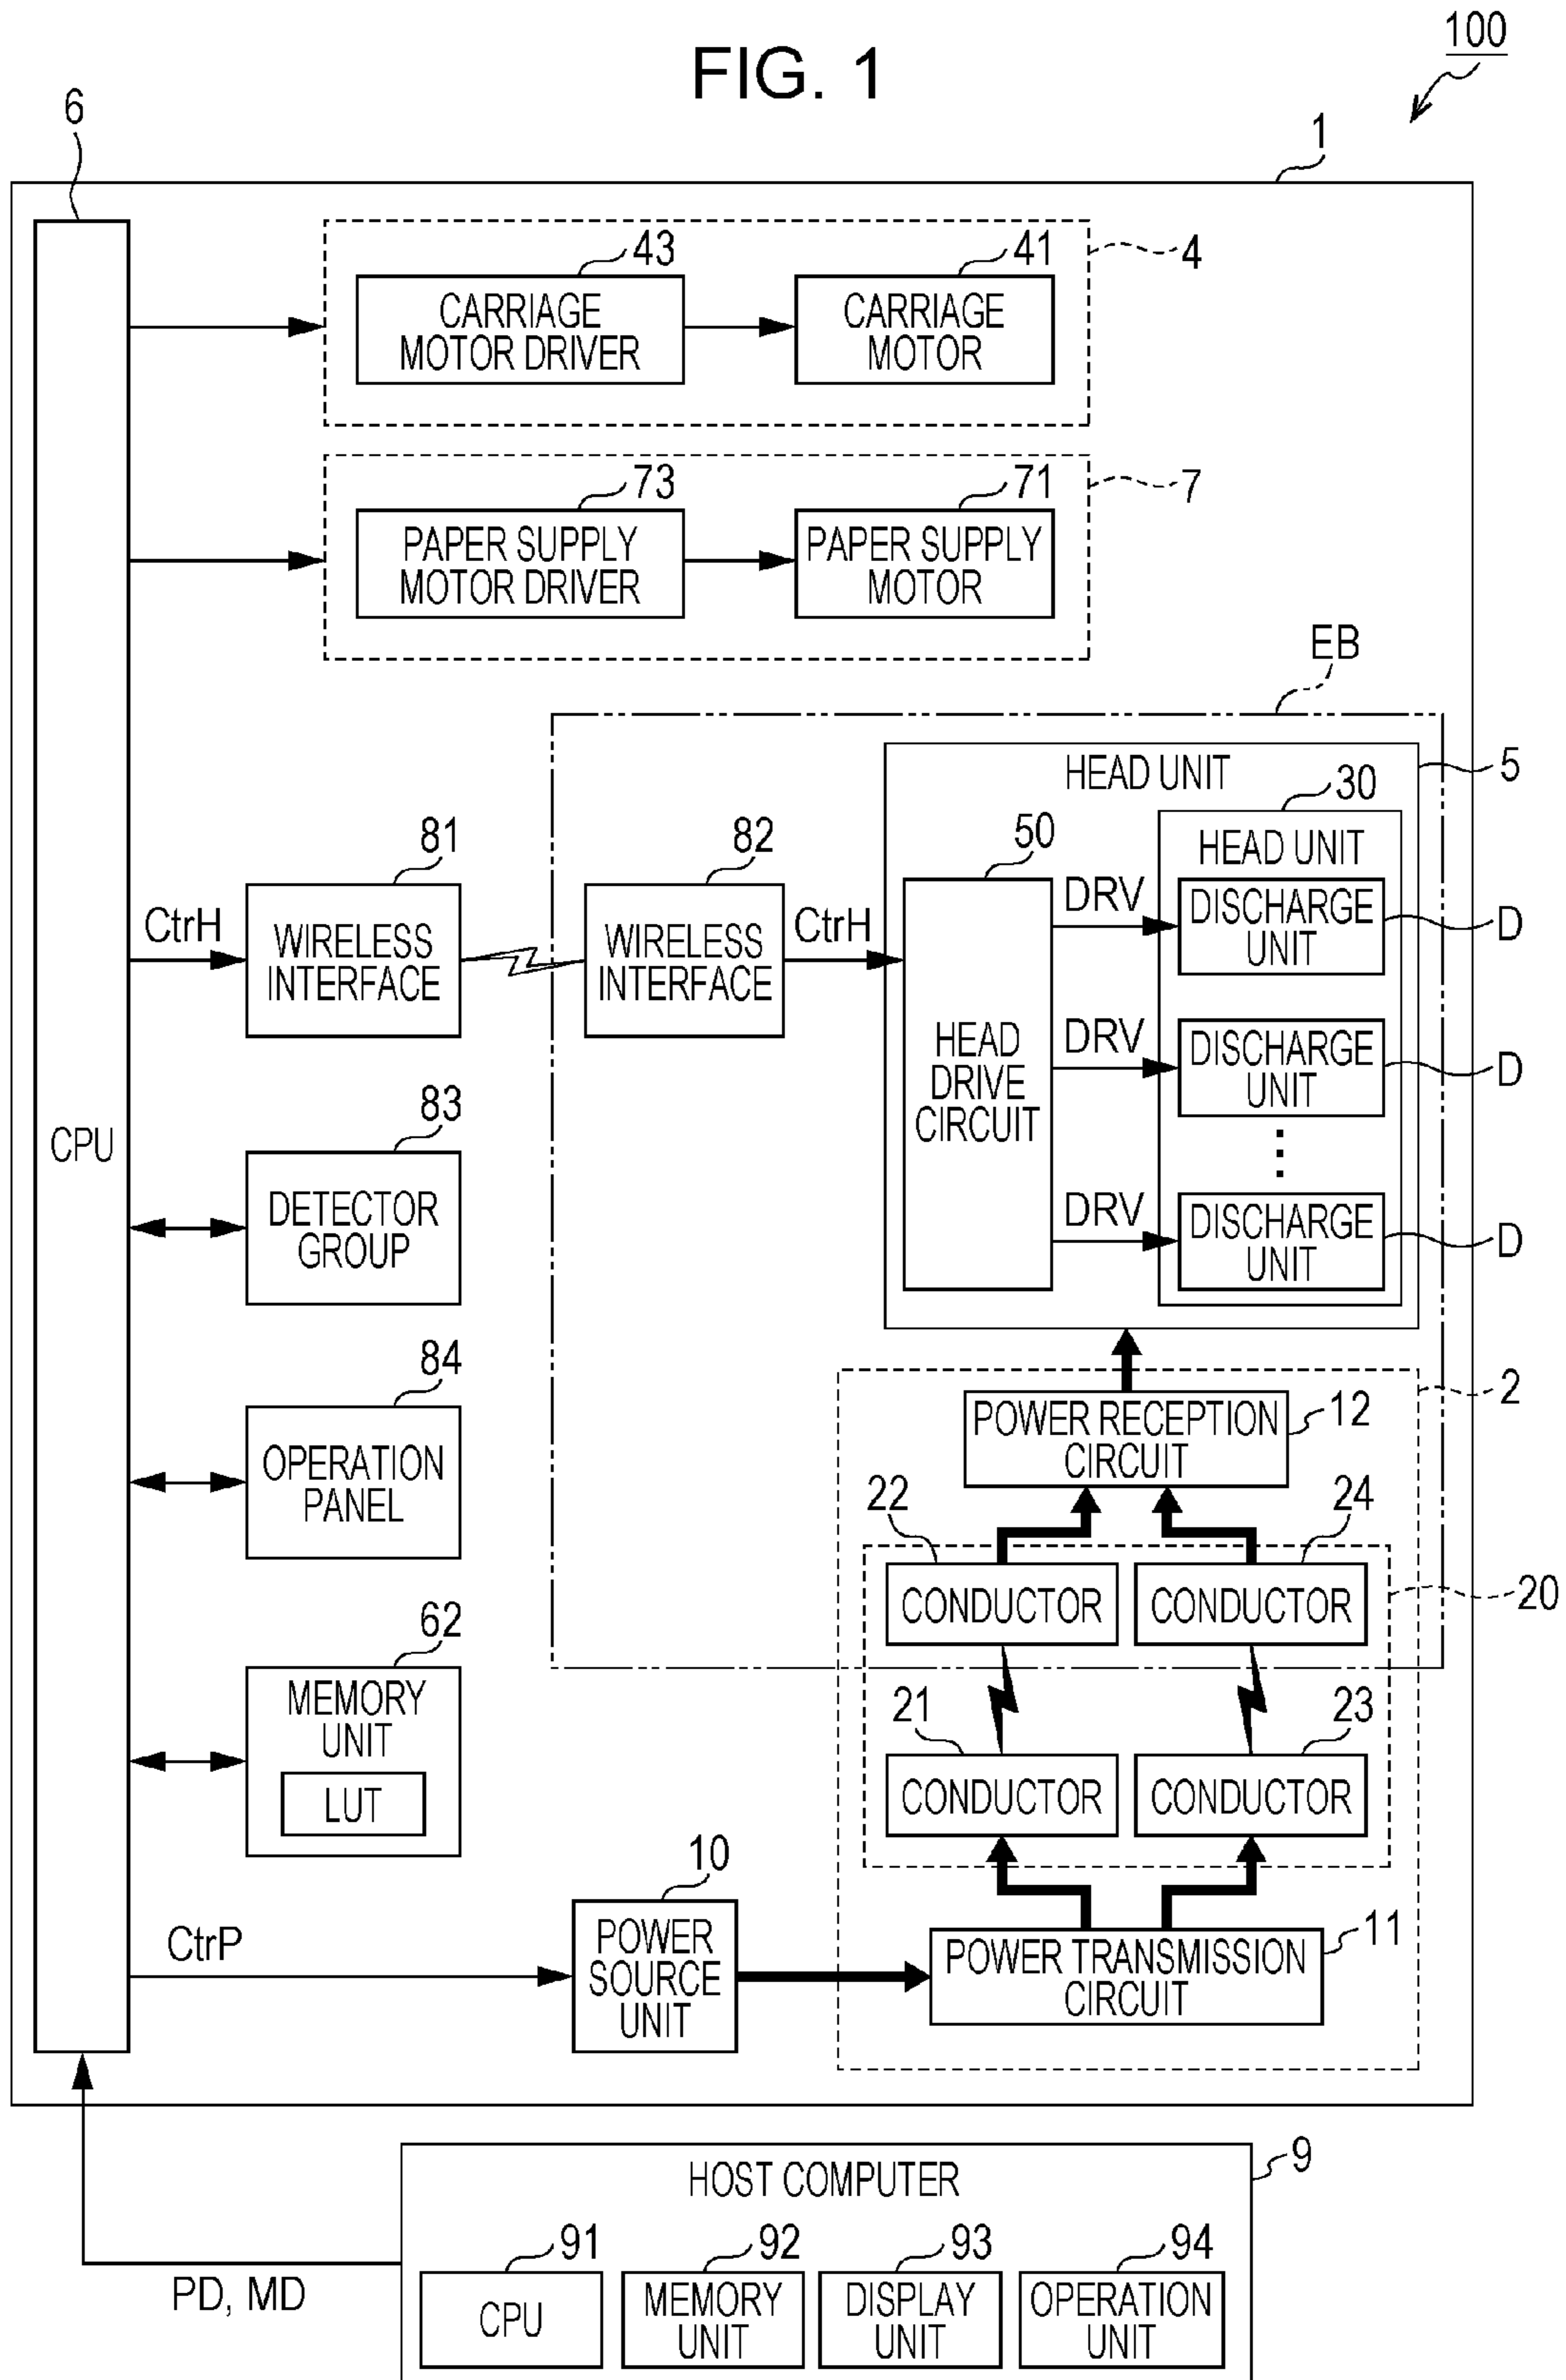 FIG. 1
100
1
6
43
41
4
CARRIAGE
MOTOR DRIVER
CARRIAGE
MOTOR
73
71
7
PAPER SUPPLY
MOTOR DRIVER
PAPER SUPPLY
MOTOR
EB
HEAD UNIT
5
30
HEAD UNIT
81
82
50
CtrH
WIRELESS
INTERFACE
WIRELESS
INTERFACE
CtrH
HEAD
DRIVE
CIRCUIT
DRV
DISCHARGE
UNIT
D
DRV
DISCHARGE
UNIT
D
DRV
DISCHARGE
UNIT
D
CPU
83
DETECTOR
GROUP
84
OPERATION
PANEL
2
POWER RECEPTION
CIRCUIT
12
22
24
CONDUCTOR
CONDUCTOR
20
62
MEMORY
UNIT
LUT
21
23
CONDUCTOR
CONDUCTOR
10
CtrP
POWER
SOURCE
UNIT
POWER TRANSMISSION
CIRCUIT
11
HOST COMPUTER
9
PD, MD
91
CPU
92
MEMORY
UNIT
93
DISPLAY
UNIT
94
OPERATION
UNIT